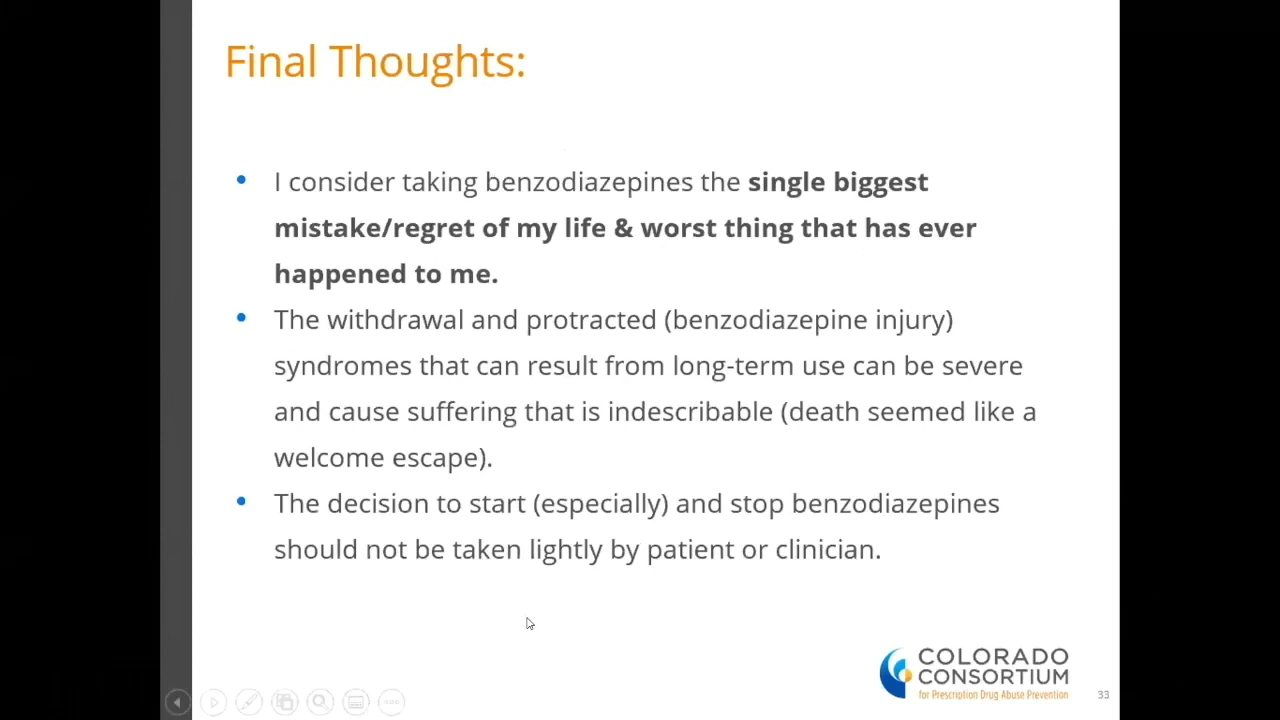 Final Thoughts:
• I consider taking benzodiazepines the single biggest
mistake/regret of my life & worst thing that has ever
happened to me.
• The withdrawal and protracted (benzodiazepine injury)
syndromes that can result from long-term use can be severe
and cause suffering that is indescribable (death seemed like a
welcome escape).
• The decision to start (especially) and stop benzodiazepines
should not be taken lightly by patient or clinician.
COLORADO
CONSORTIUM
for Prescription Drug Abuse Prevention
33